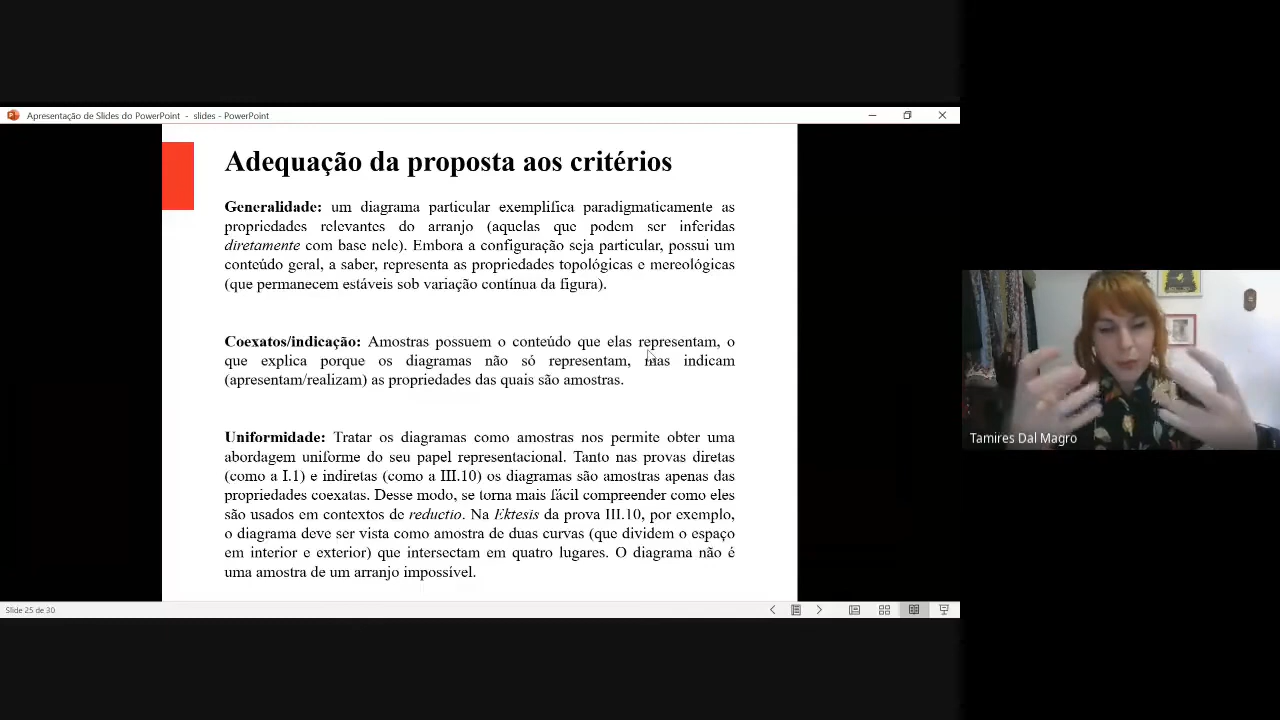 Apresentação de Slides do PowerPoint - slides - PowerPoint
Adequação da proposta aos critérios
Generalidade: um diagrama particular exemplifica paradigmaticamente as
propriedades relevantes do arranjo (aquelas que podem ser inferidas
diretamente com base nele). Embora a configuração seja particular, possui um
conteúdo geral, a saber, representa as propriedades topológicas e mereológicas
(que permanecem estáveis sob variação contínua da figura).
Coexatos/indicação: Amostras possuem o conteúdo que elas representam, o
que explica porque os diagramas não só representam, mas indicam
(apresentam/realizam) as propriedades das quais são amostras.
Uniformidade: Tratar os diagramas como amostras nos permite obter uma
abordagem uniforme do seu papel representacional. Tanto nas provas diretas
(como a I.1) e indiretas (como a III.10) os diagramas são amostras apenas das
propriedades coexatas. Desse modo, se torna mais fácil compreender como eles
são usados em contextos de reductio. Na Ektesis da prova III.10, por exemplo,
o diagrama deve ser vista como amostra de duas curvas (que dividem o espaço
em interior e exterior) que intersectam em quatro lugares. O diagrama não é
uma amostra de um arranjo impossível.
Slide 25 de 30
Tamires Dal Magro